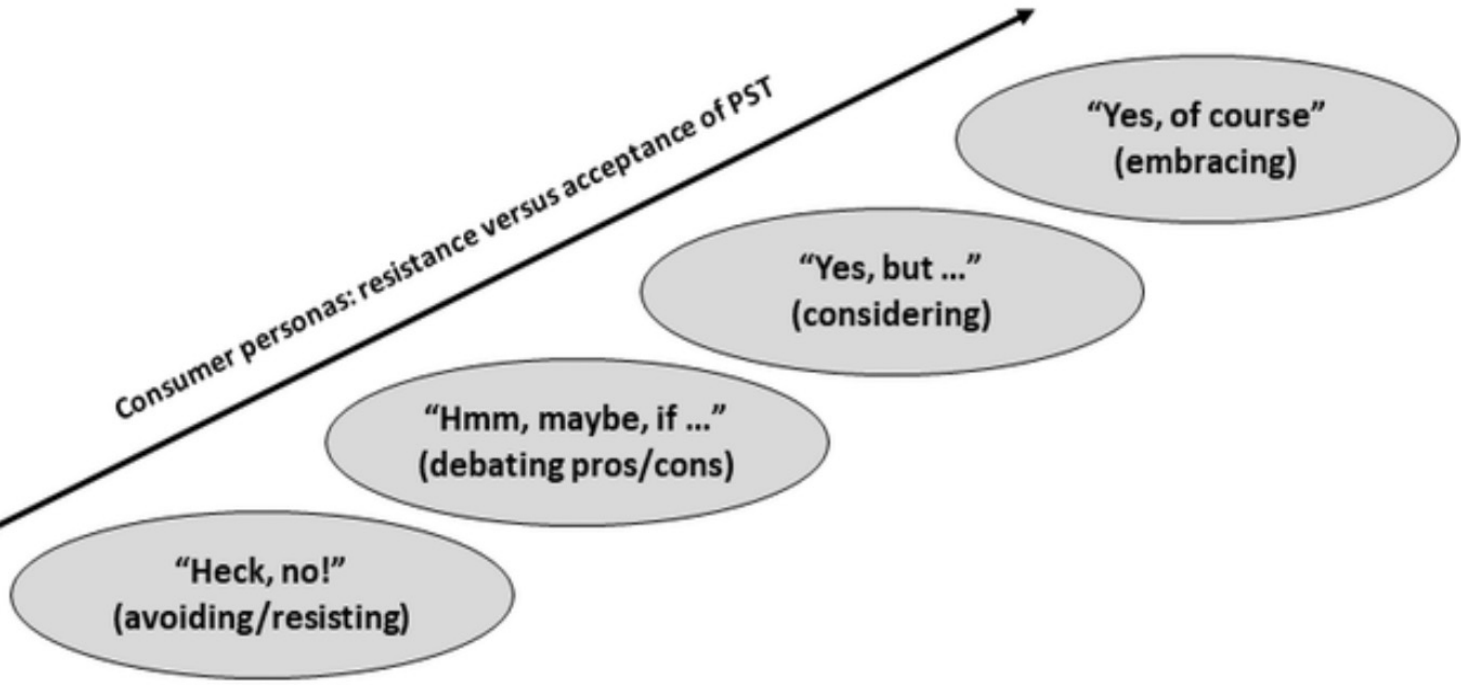 Consumer personas: resistance versus acceptance of PST
“Yes, of course”
(embracing)
“Yes, but ...”
(considering)
“Hmm, maybe, if ...”
(debating pros/cons)
“Heck, no!”
(avoiding/resisting)